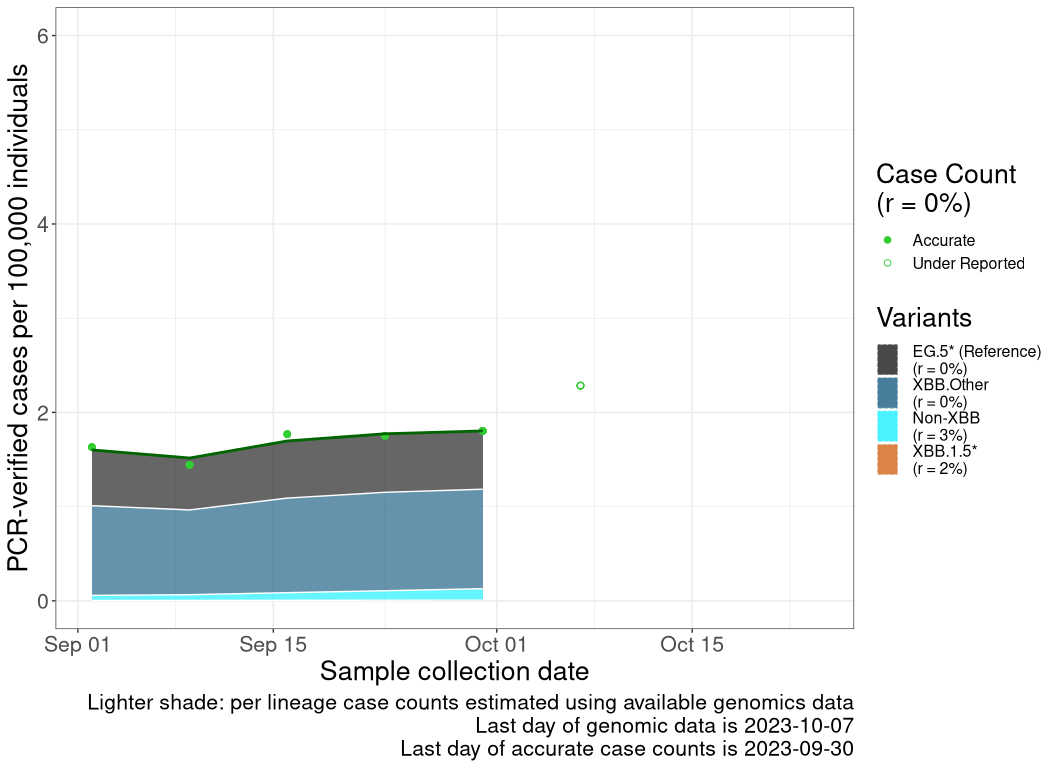 PCR-verified cases per 100,000 individuals
6
4
2
0
Sep 01
Sep 15
Oct 01
Oct 15
Sample collection date
Lighter shade: per lineage case counts estimated using available genomics data
Last day of genomic data is 2023-10-07
Last day of accurate case counts is 2023-09-30
Case Count
(r = 0%)
Accurate
Under Reported
Variants
EG.5* (Reference)
(r = 0%)
XBB.Other
(r = 0%)
Non-XBB
(r = 3%)
XBB.1.5*
(r = 2%)